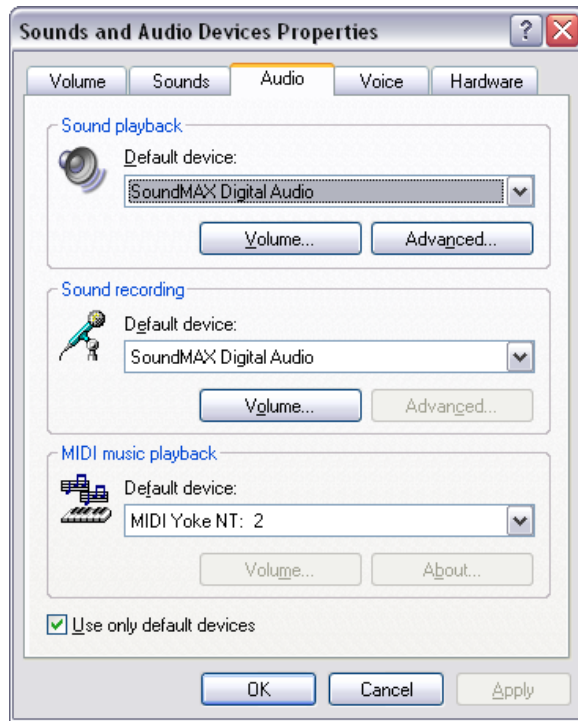 Sounds and Audio Devices Properties
Volume Sounds Audio Voice Hardware
Sound playback
Default device:
SoundMAX Digital Audio
Volume... Advanced...
Sound recording
Default device:
SoundMAX Digital Audio
Volume... Advanced...
MIDI music playback
Default device:
MIDI Yoke NT: 2
Volume... About...
Use only default devices
OK Cancel Apply